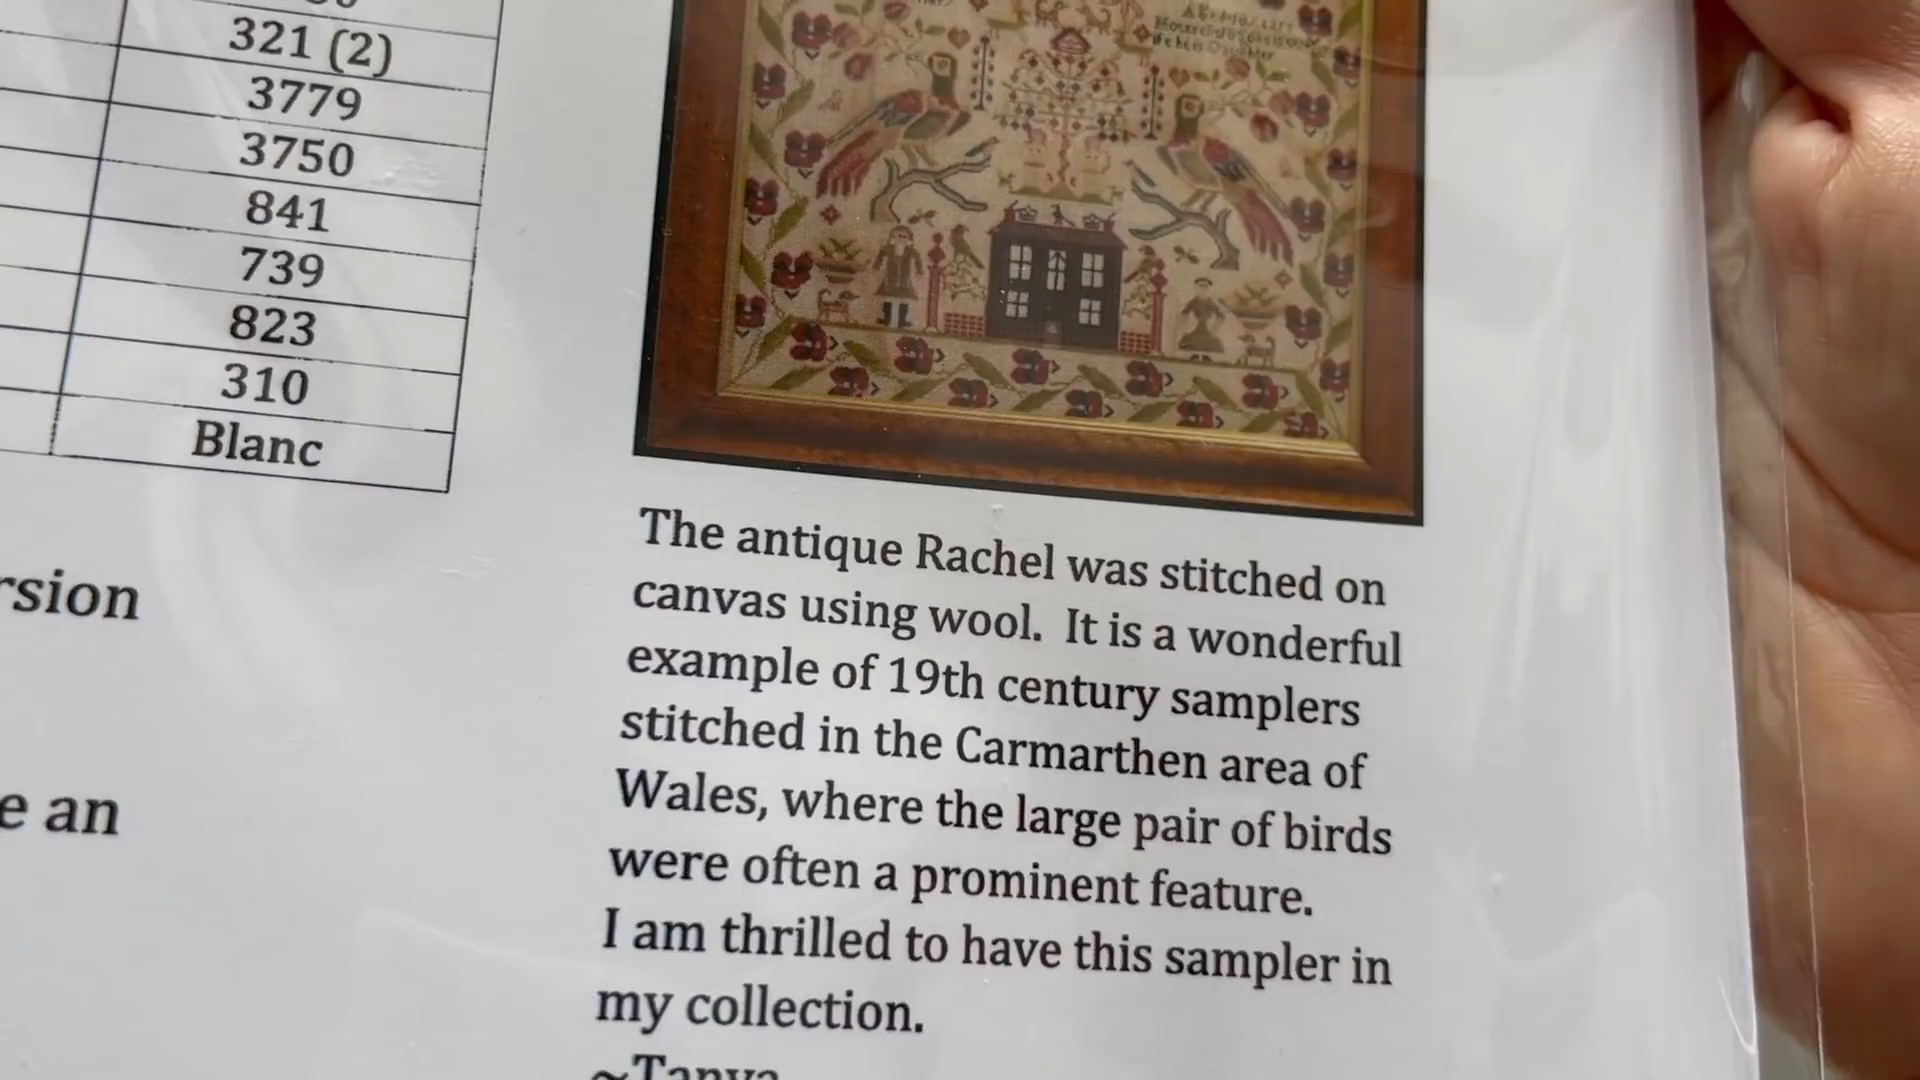 321 (2)
3779
3750
841
739
823
310
Blanc
rsion
e an
The antique Rachel was stitched on
canvas using wool. It is a wonderful
example of 19th century samplers
stitched in the Carmarthen area of
Wales, where the large pair of birds
were often a prominent feature.
I am thrilled to have this sampler in
my collection.
~Tanya